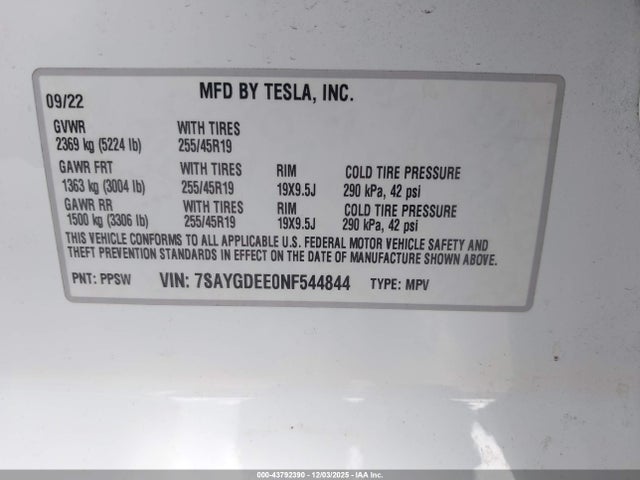 09/22 MFD BY TESLA, INC.
GVWR WITH TIRES
2369 kg (5224 lb) 255/45R19
GAWR FRT WITH TIRES RIM COLD TIRE PRESSURE
1363 kg (3004 lb) 255/45R19 19X9.5J 290 kPa, 42 psi
GAWR RR WITH TIRES RIM COLD TIRE PRESSURE
1500 kg (3306 lb) 255/45R19 19X9.5J 290 kPa, 42 psi
THIS VEHICLE CONFORMS TO ALL APPLICABLE U.S. FEDERAL MOTOR VEHICLE SAFETY AND
THEFT PREVENTION STANDARDS IN EFFECT ON THE DATE OF MANUFACTURE SHOWN ABOVE.
PNT: PPSW VIN: 7SAYGDEE0NF544844 TYPE: MPV
000-43792390 - 12/03/2025 - IAA Inc.